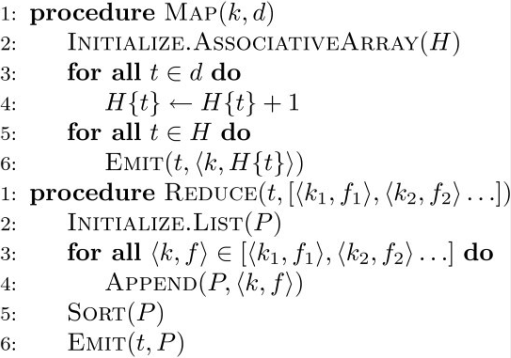 1: procedure Map(k, d)
2: Initialize.AssociativeArray(H)
3: for all t ∈ d do
4: H{t} ← H{t} + 1
5: for all t ∈ H do
6: Emit(t, ⟨k, H{t}⟩)
1: procedure Reduce(t, [⟨k₁, f₁⟩, ⟨k₂, f₂⟩ …])
2: Initialize.List(P)
3: for all ⟨k, f⟩ ∈ [⟨k₁, f₁⟩, ⟨k₂, f₂⟩ …] do
4: Append(P, ⟨k, f⟩)
5: Sort(P)
6: Emit(t, P)